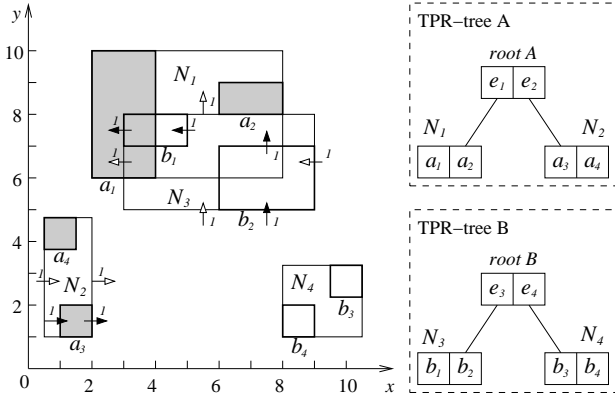 y
10
8
6
4
2
0
2
4
6
8
10
x
N1
1
a2
1
1
b1
1
1
a1
1
N3
1
b2
1
a4
1
N2
1
1
1
a3
N4
b3
b4
TPR-tree A
root A
e1 e2
N1
N2
a1 a2
a3 a4
TPR-tree B
root B
e3 e4
N3
N4
b1 b2
b3 b4